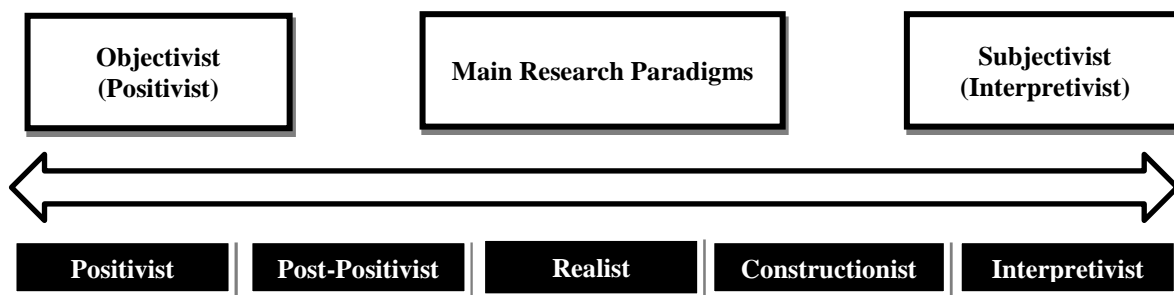 Objectivist
(Positivist)
Main Research Paradigms
Subjectivist
(Interpretivist)
Positivist
Post-Positivist
Realist
Constructionist
Interpretivist